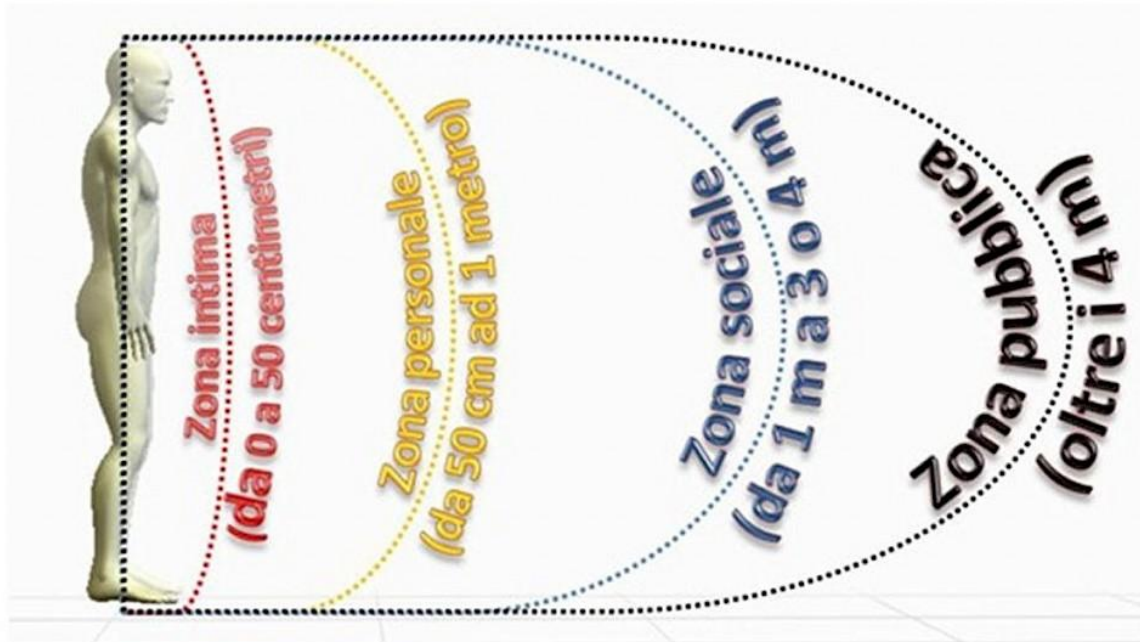 Zona intima
(da 0 a 50 centimetri)
Zona personale
(da 50 cm ad 1 metro)
Zona sociale
(da 1 m a 3 o 4 m)
Zona pubblica
(oltre i 4 m)